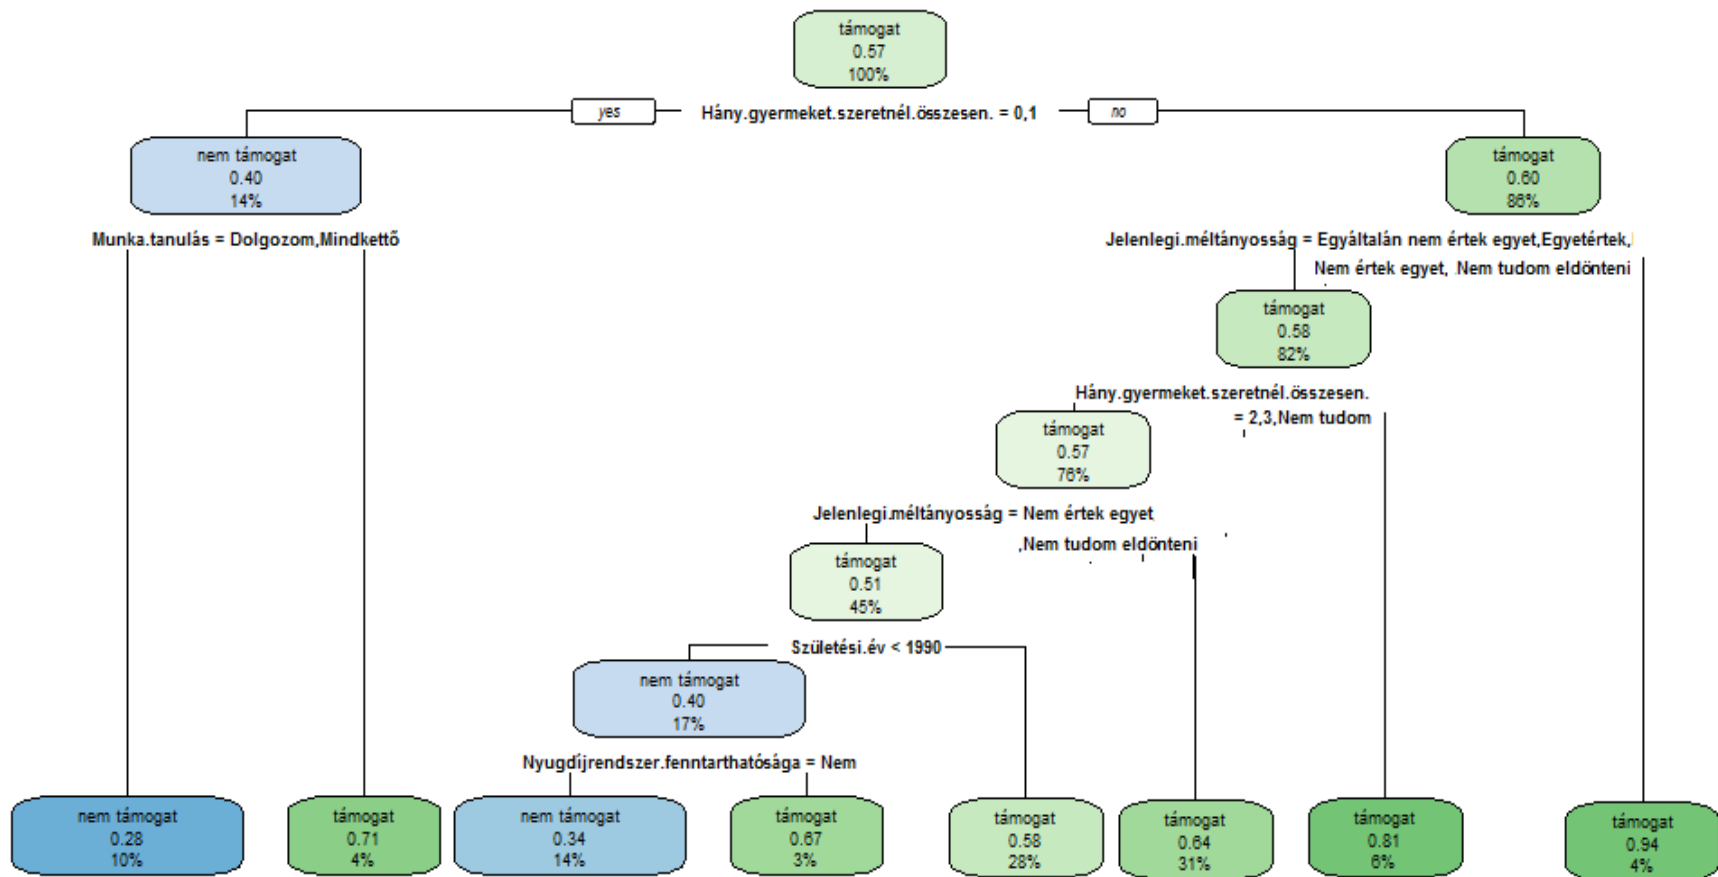 támogat
0.57
100%
yes
Hány.gyermeket.szeretnél.összesen. = 0,1
no
nem támogat
0.40
14%
támogat
0.60
86%
Munka.tanulás = Dolgozom,Mindkettő
Jelenlegi.méltányosság = Egyáltalán nem értek egyet,Egyetértek,
Nem értek egyet, Nem tudom eldönteni
támogat
0.58
82%
Hány.gyermeket.szeretnél.összesen.
= 2,3,Nem tudom
támogat
0.57
76%
Jelenlegi.méltányosság = Nem értek egyet
,Nem tudom eldönteni
támogat
0.51
45%
Születési.év < 1990
nem támogat
0.40
17%
Nyugdíjrendszer.fenntarthatósága = Nem
nem támogat
0.28
10%
támogat
0.71
4%
nem támogat
0.34
14%
támogat
0.67
3%
támogat
0.58
28%
támogat
0.64
31%
támogat
0.81
6%
támogat
0.94
4%